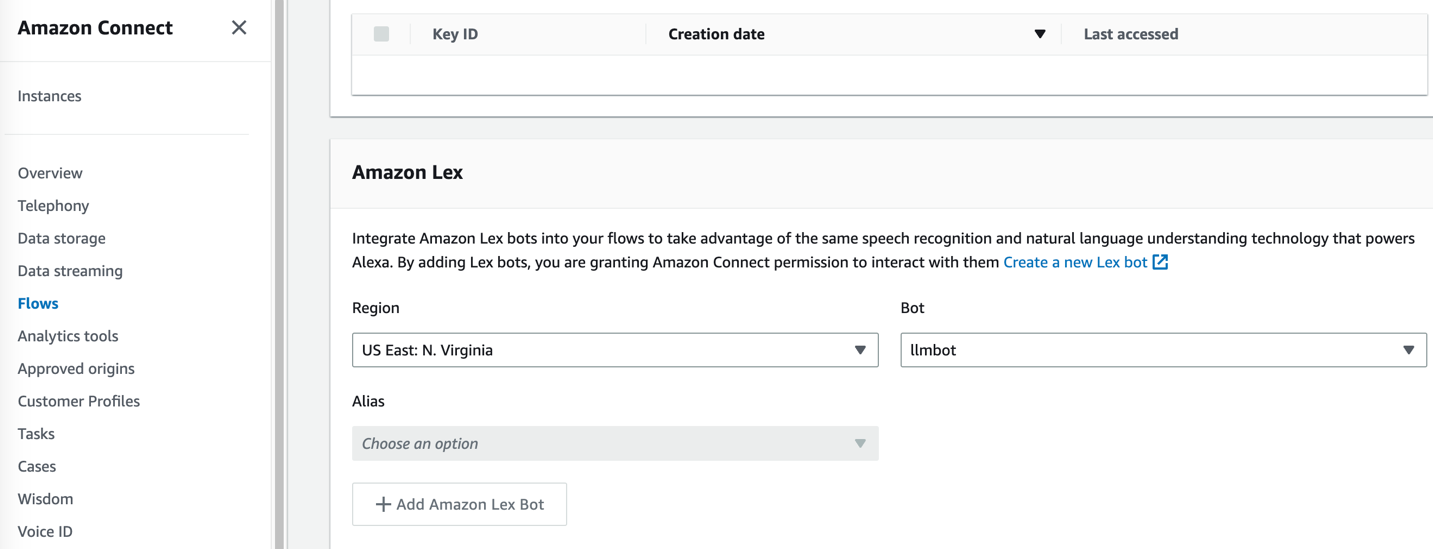 Amazon Connect
Instances
Overview
Telephony
Data storage
Data streaming
Flows
Analytics tools
Approved origins
Customer Profiles
Tasks
Cases
Wisdom
Voice ID
Key ID
Creation date
Last accessed
Amazon Lex
Integrate Amazon Lex bots into your flows to take advantage of the same speech recognition and natural language understanding technology that powers
Alexa. By adding Lex bots, you are granting Amazon Connect permission to interact with them Create a new Lex bot
Region
US East: N. Virginia
Bot
llmbot
Alias
Choose an option
Add Amazon Lex Bot